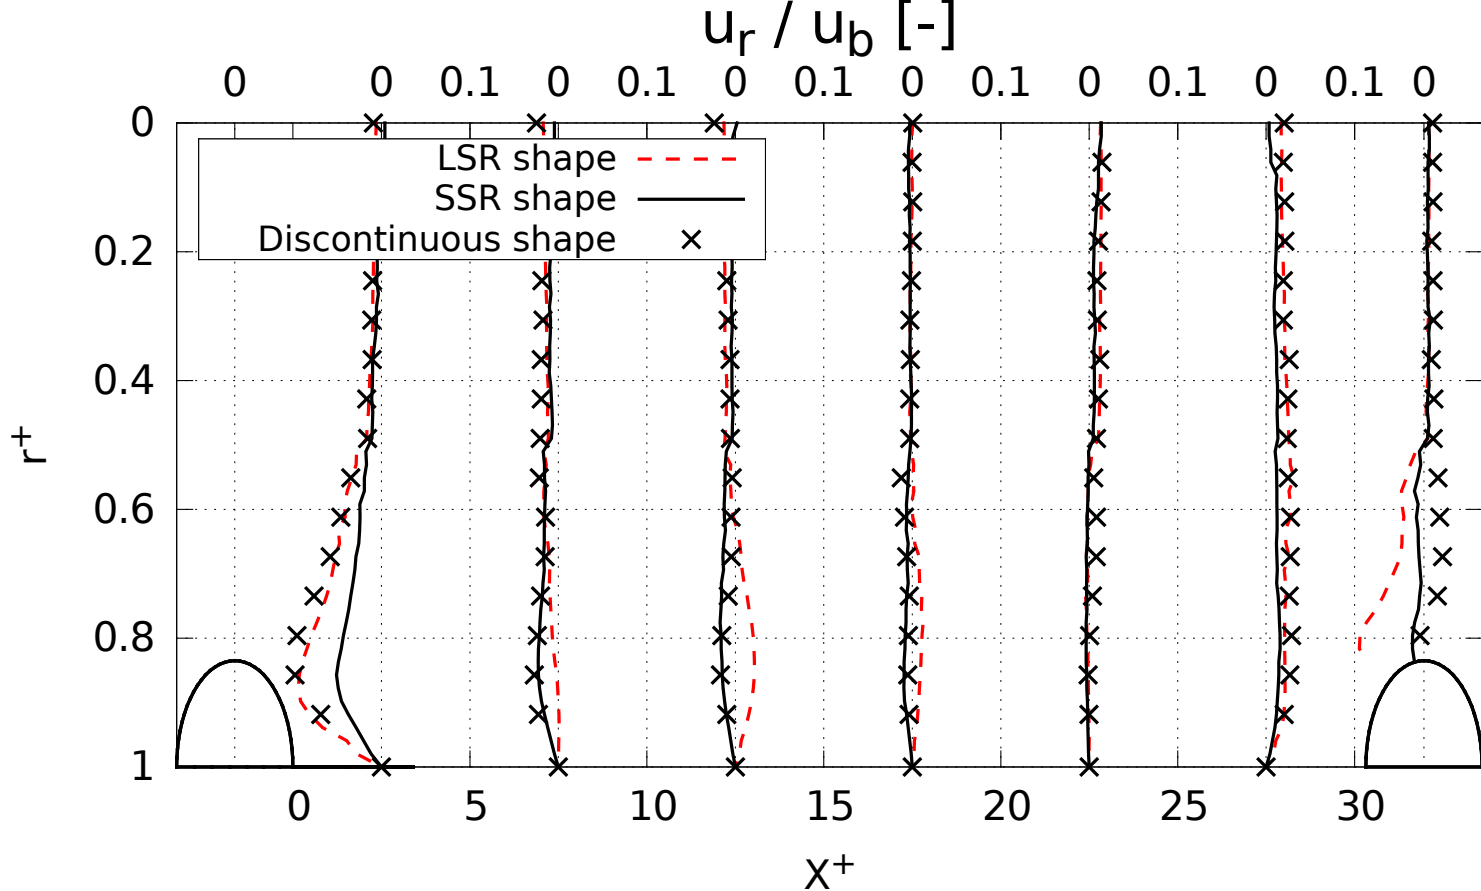 u_r / u_b [-]
0 0 0.1 0 0.1 0 0.1 0 0.1 0 0.1 0 0.1 0
0
LSR shape
SSR shape
Discontinuous shape
0.2
0.4
r^+
0.6
0.8
1
0 5 10 15 20 25 30
X^+